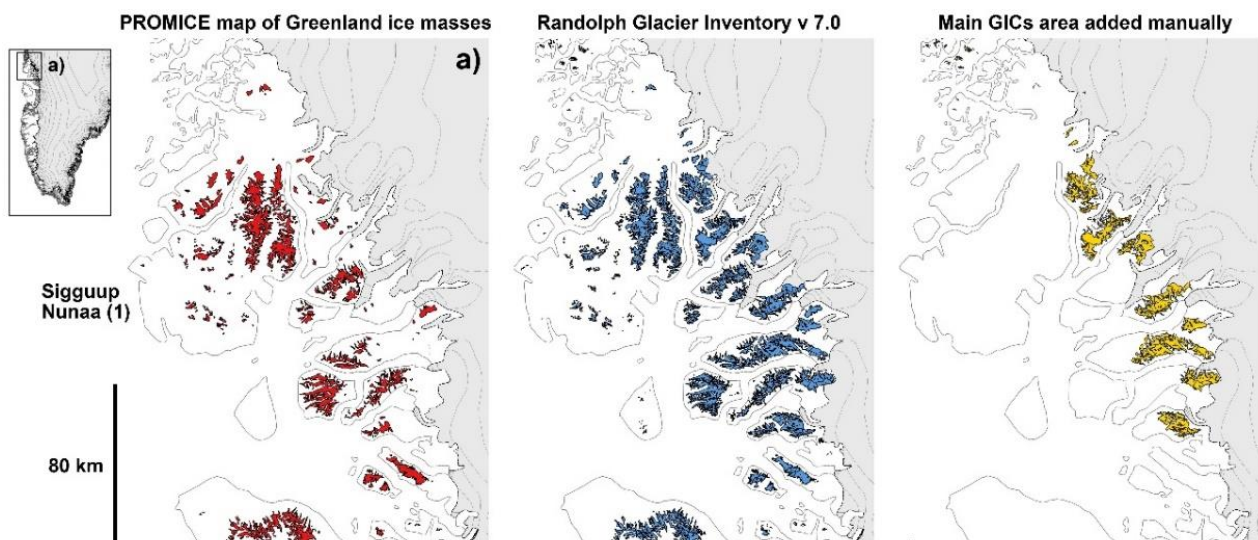 PROMICE map of Greenland ice masses
Randolph Glacier Inventory v 7.0
Main GICs area added manually
a)
a)
Sigguup
Nunaa (1)
80 km